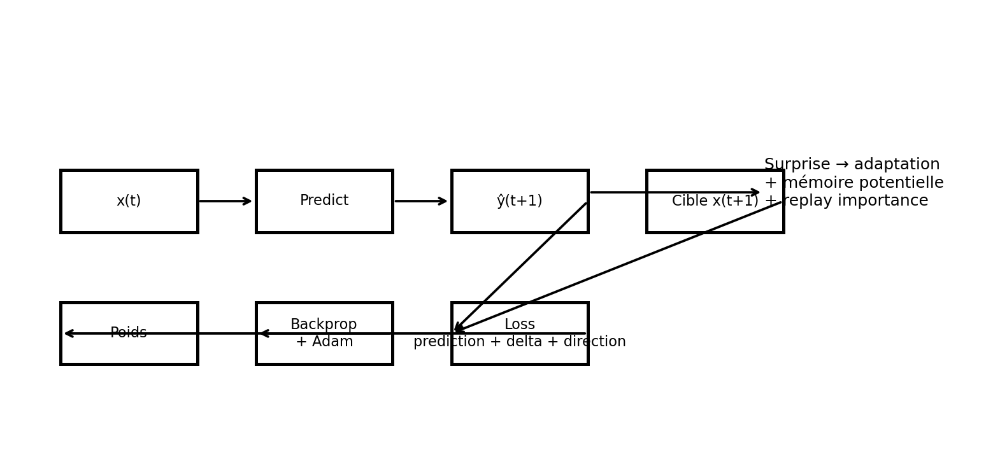 x(t)
Predict
ŷ(t+1)
Cible x(t+1)
Surprise → adaptation
+ mémoire potentielle
+ replay importance
Poids
Backprop
+ Adam
Loss
prediction + delta + direction